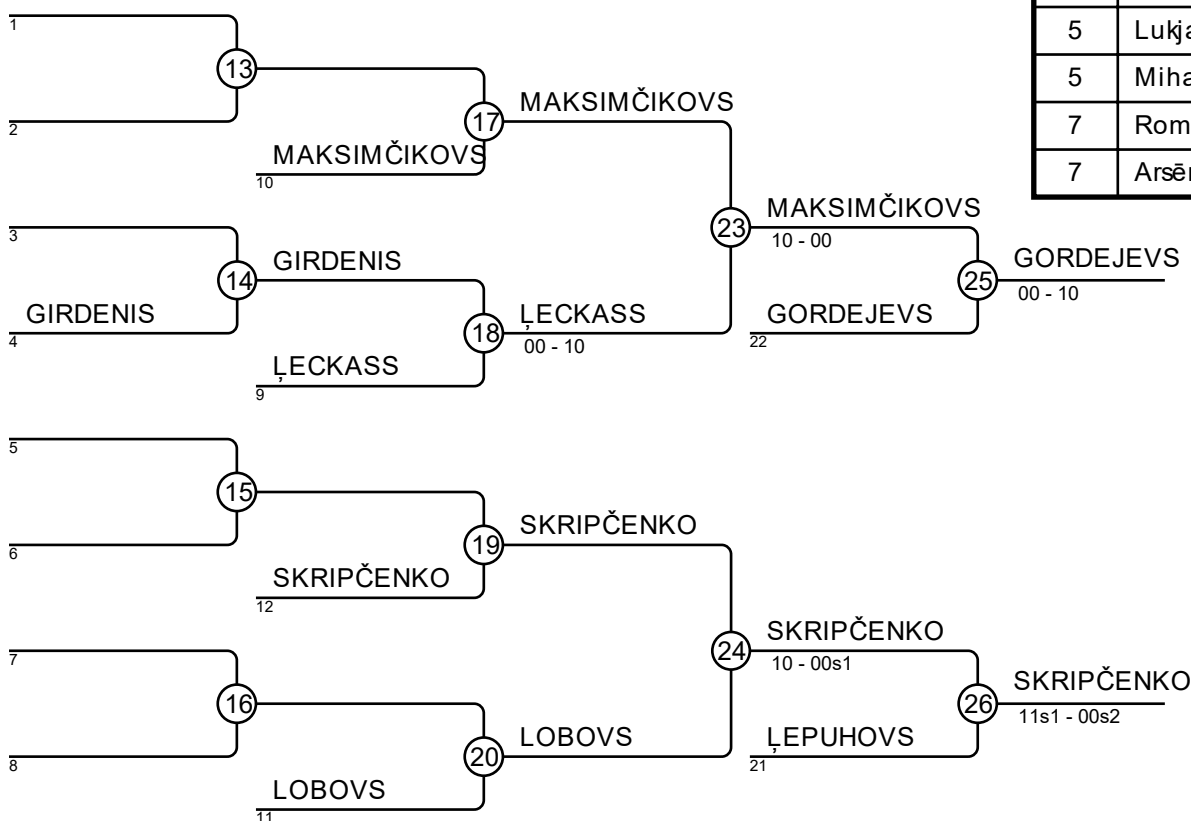 5 Lukja
5 Miha
7 Rom
7 Arsēn
1
13
2
17 MAKSIMČIKOVS
MAKSIMČIKOVS
10
3
23 MAKSIMČIKOVS
10 - 00
14 GIRDENIS
25 GORDEJEVS
00 - 10
GIRDENIS
4
18 ĻECKASS
00 - 10
GORDEJEVS
22
ĻECKASS
9
5
15
6
19 SKRIPČENKO
SKRIPČENKO
12
7
24 SKRIPČENKO
10 - 00s1
16
26 SKRIPČENKO
11s1 - 00s2
8
20 LOBOVS
ĻEPUHOVS
21
LOBOVS
11